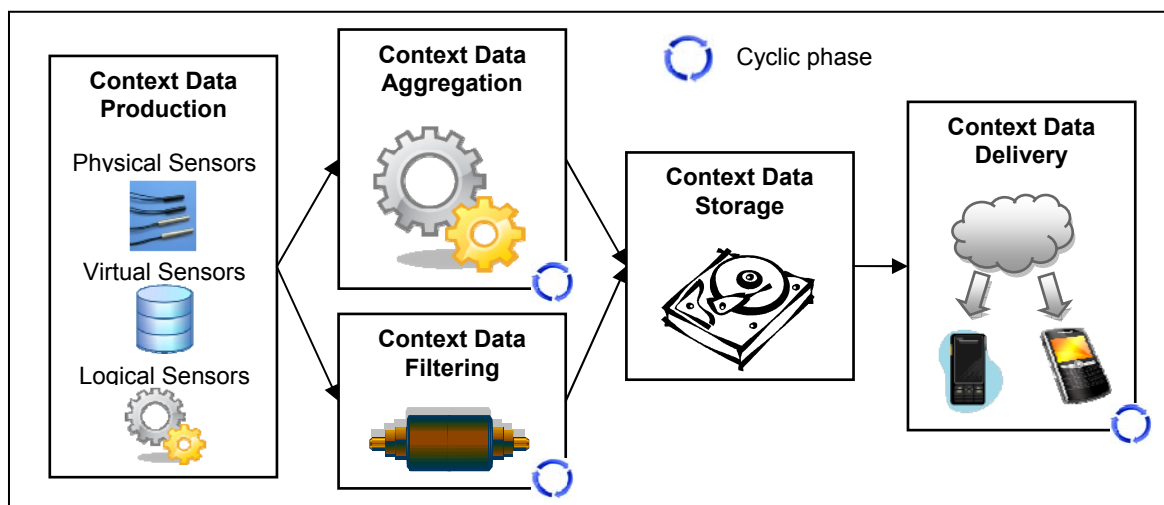 Context Data
Production
Physical Sensors
Virtual Sensors
Logical Sensors
Context Data
Aggregation
Context Data
Filtering
Cyclic phase
Context Data
Storage
Context Data
Delivery